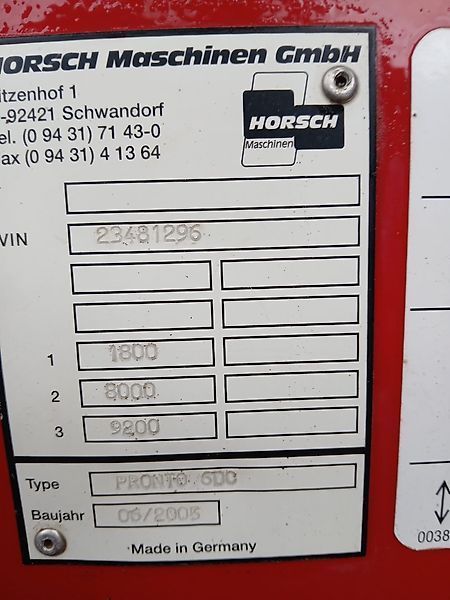 HORSCH Maschinen GmbH
itzenhof 1
-92421 Schwandorf
el. (0 94 31) 71 43-0
ax (0 94 31) 4 13 64
HORSCH
Maschinen
VIN 23481296
1 1800
2 8000
3 9200
Type PRONTO 6DC
Baujahr 06/2005
Made in Germany
0038